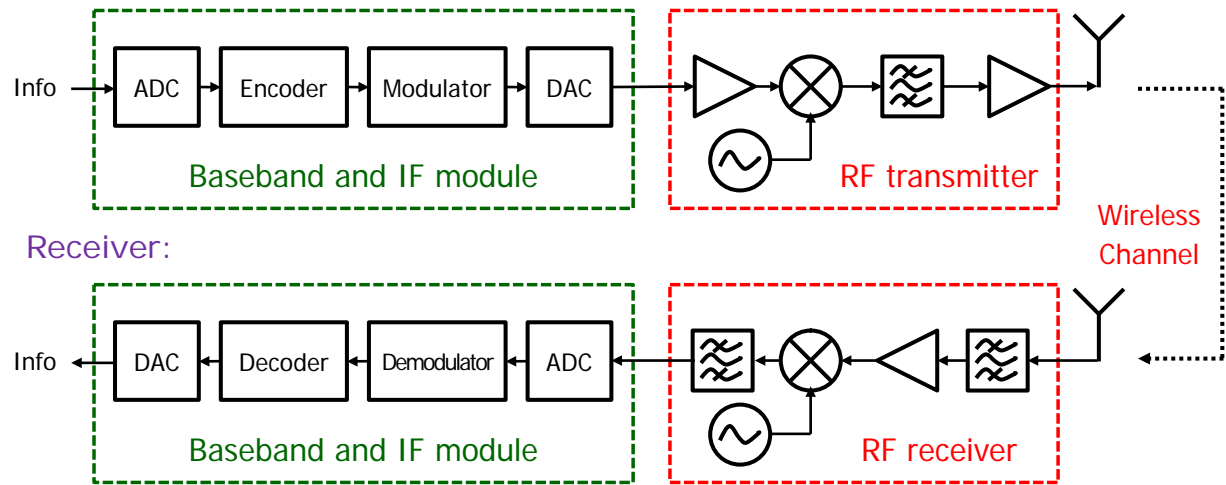 Info
ADC
Encoder
Modulator
DAC
Baseband and IF module
RF transmitter
Wireless
Channel
Receiver:
Info
DAC
Decoder
Demodulator
ADC
Baseband and IF module
RF receiver